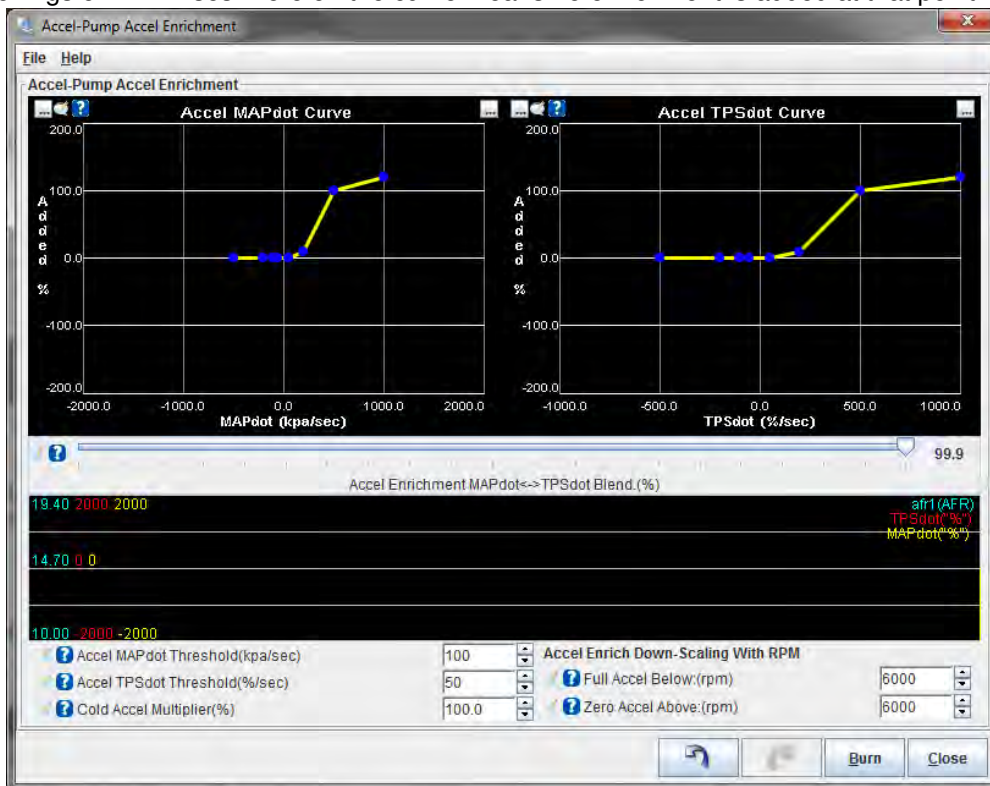 Accel-Pump Accel Enrichment
File Help
Accel-Pump Accel Enrichment
... ? Accel MAPdot Curve ...
200.0
100.0
0.0
-100.0
-200.0
Added %
-2000.0 -1000.0 0.0 1000.0 2000.0
MAPdot (kpa/sec)
... ? Accel TPSdot Curve ...
200.0
100.0
0.0
-100.0
-200.0
Added %
-1000.0 -500.0 0.0 500.0 1000.0
TPSdot (%/sec)
? 99.9
Accel Enrichment MAPdot<->TPSdot Blend.(%)
19.40 2000 2000 afr1(AFR)
TPSdot("%")
MAPdot("%")
14.70 0 0
10.00 -2000 -2000
? Accel MAPdot Threshold(kpa/sec) 100
? Accel TPSdot Threshold(%/sec) 50
? Cold Accel Multiplier(%) 100.0
Accel Enrich Down-Scaling With RPM
? Full Accel Below:(rpm) 6000
? Zero Accel Above:(rpm) 6000
Burn Close